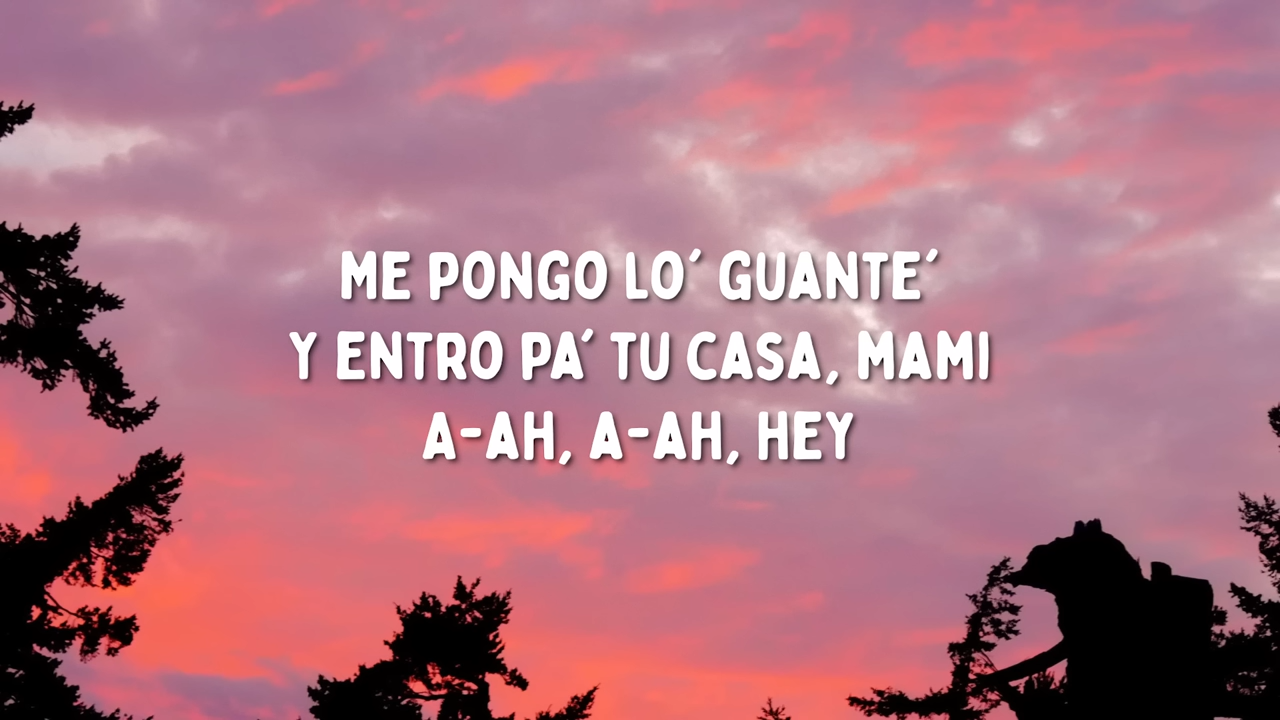 ME PONGO LO' GUANTE'
Y ENTRO PA' TU CASA, MAMI
A-AH, A-AH, HEY